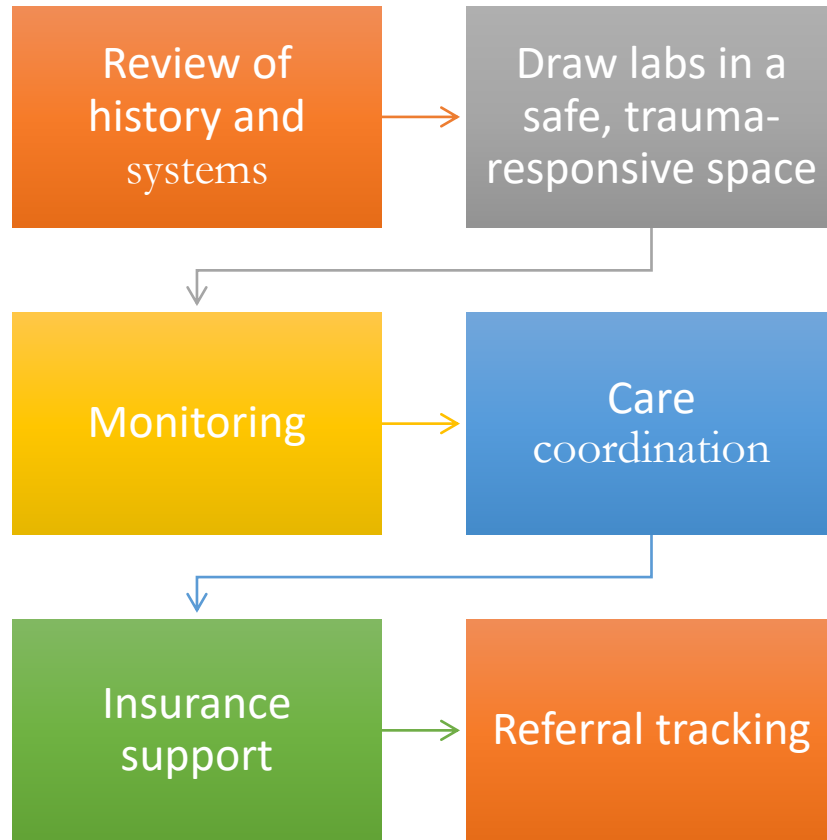 Review of
history and
systems
Draw labs in a
safe, trauma-
responsive space
Monitoring
Care
coordination
Insurance
support
Referral tracking